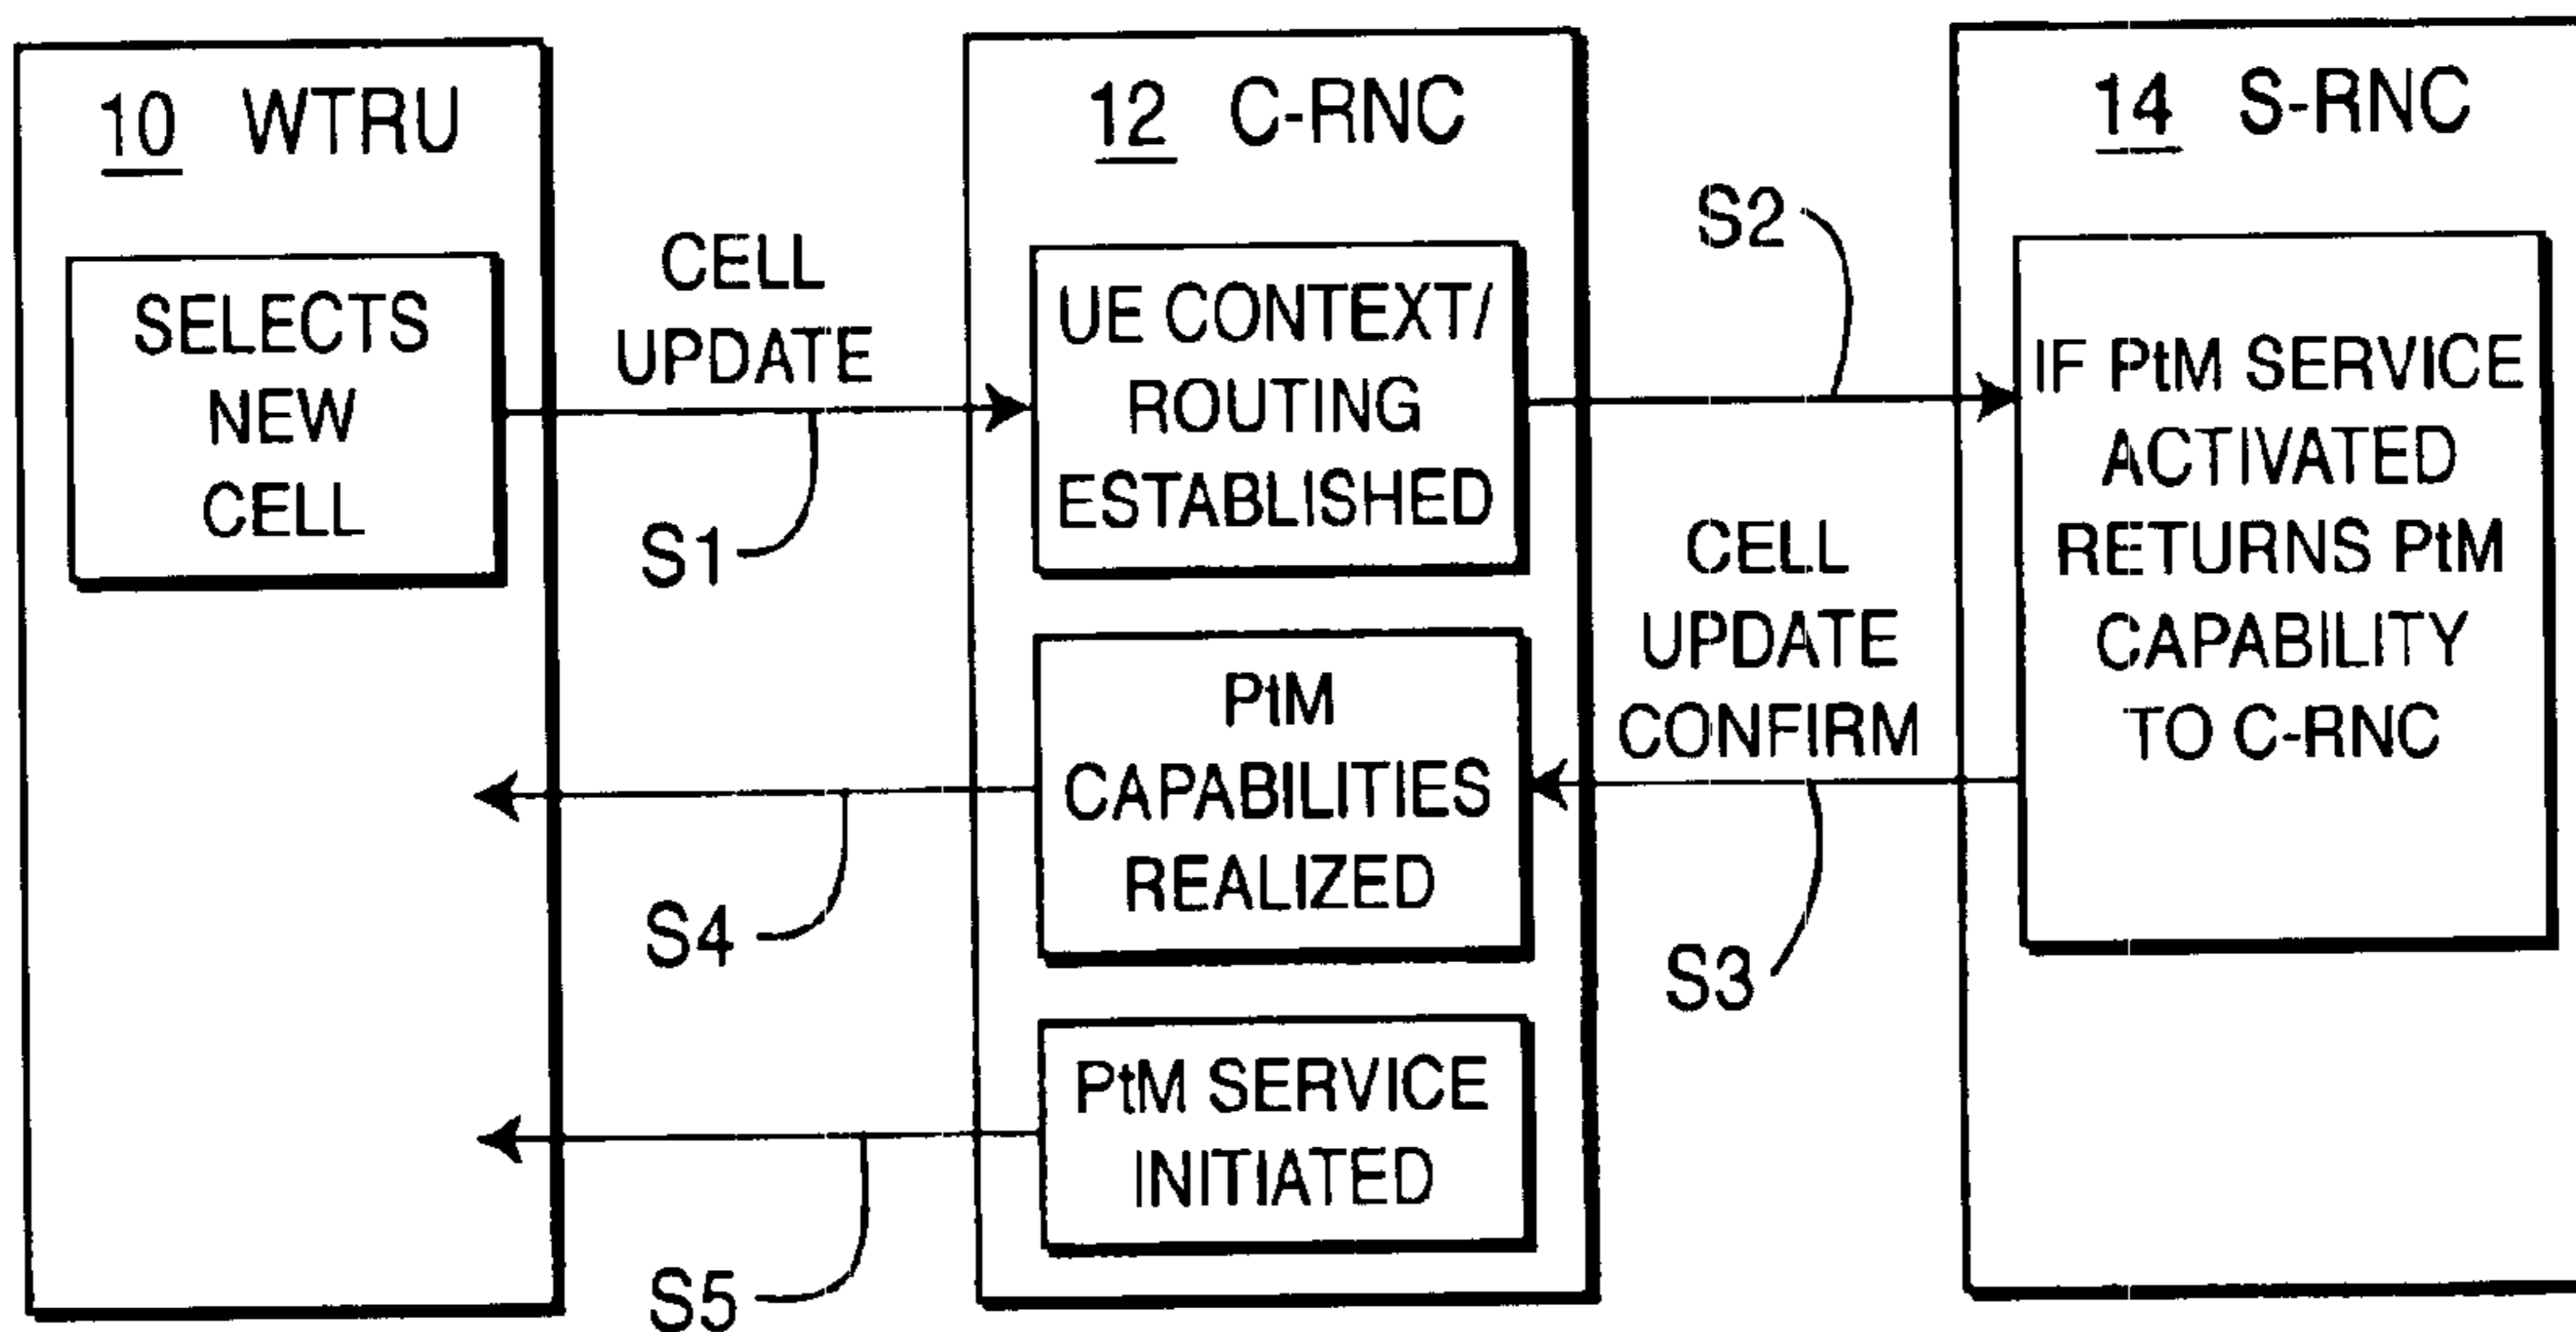 10 WTRU
SELECTS
NEW
CELL
CELL
UPDATE
S1
S4
S5
12 C-RNC
UE CONTEXT/
ROUTING
ESTABLISHED
PtM
CAPABILITIES
REALIZED
PtM SERVICE
INITIATED
S2
CELL
UPDATE
CONFIRM
S3
14 S-RNC
IF PtM SERVICE
ACTIVATED
RETURNS PtM
CAPABILITY
TO C-RNC